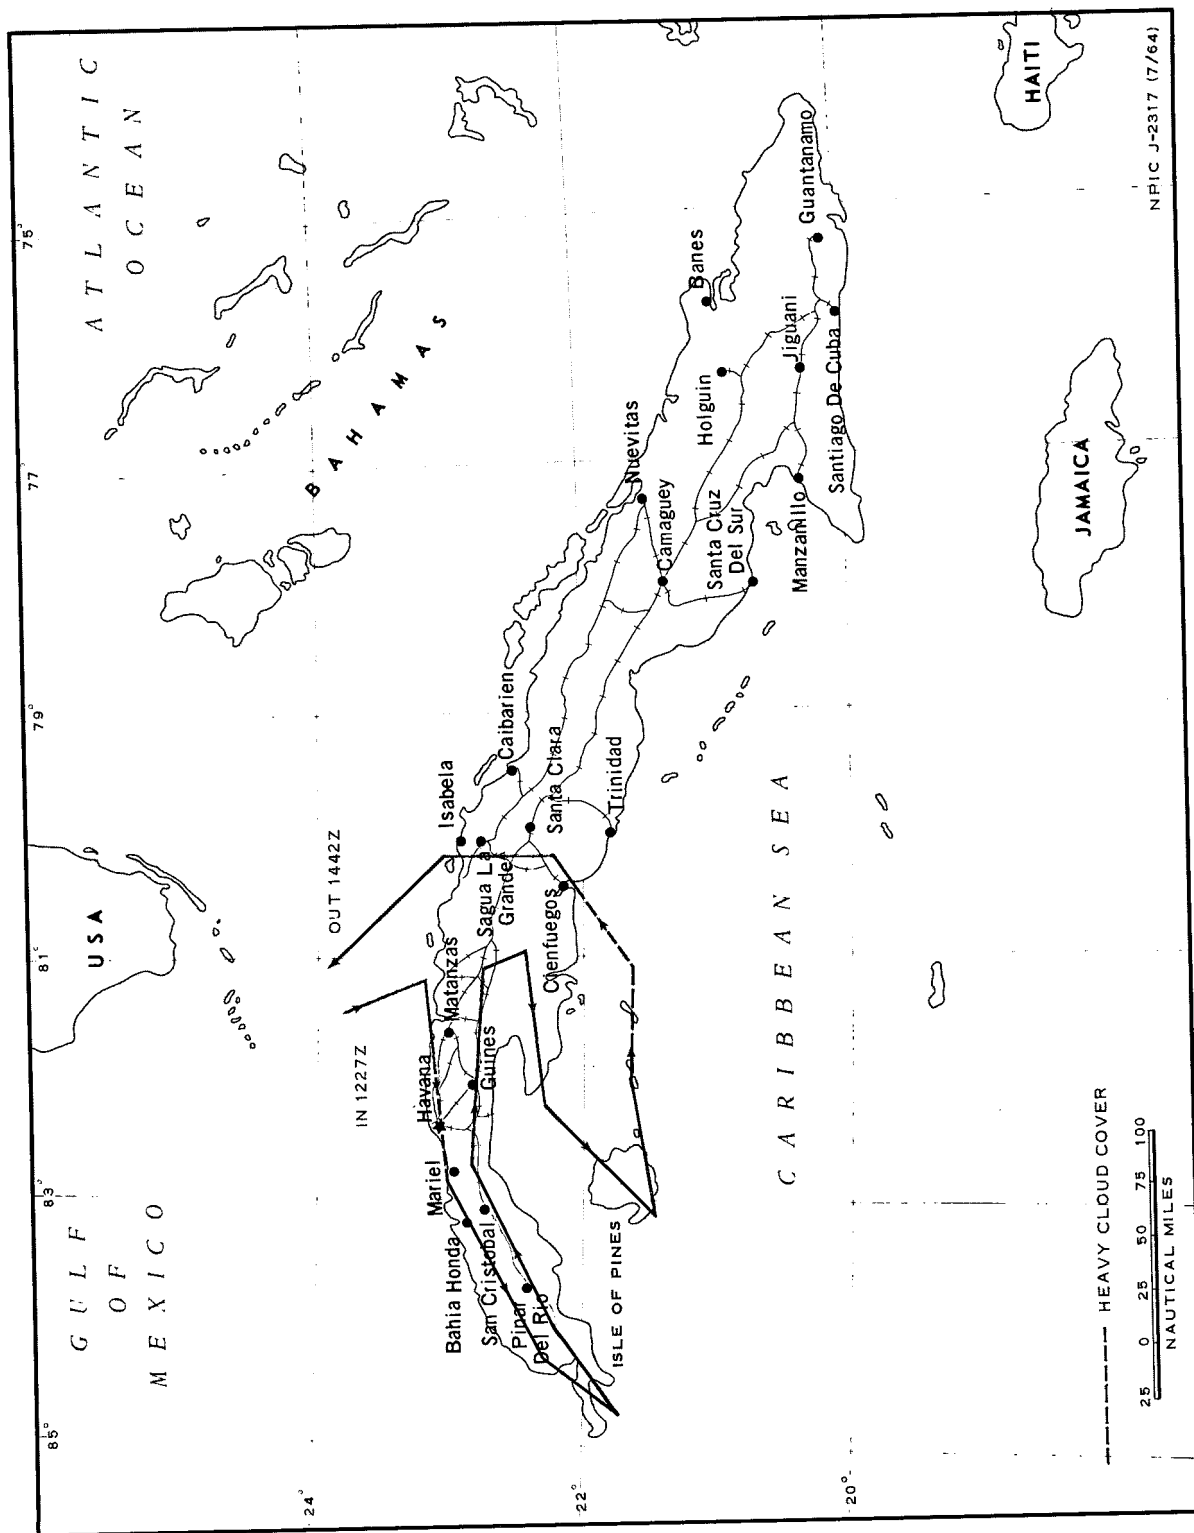 ATLANTIC
OCEAN
GULF
OF
MEXICO
USA
BAHAMAS
85°
83°
81°
79°
77°
75°
24°
22°
20°
OUT 1442Z
IN 1227Z
Havana
Matanzas
Mariel
Bahia Honda
San Cristobal
Pinar
Del Rio
Guines
Isabela
Sagua La
Grande
Caibarien
Santa Clara
Cienfuegos
Trinidad
Nuevitas
Camaguey
Santa Cruz
Del Sur
Holguin
Banes
Manzanillo
Jiguani
Santiago De Cuba
Guantanamo
ISLE OF PINES
CARIBBEAN SEA
JAMAICA
HAITI
HEAVY CLOUD COVER
25 0 25 50 75 100
NAUTICAL MILES
NPIC J-2317 (7/64)